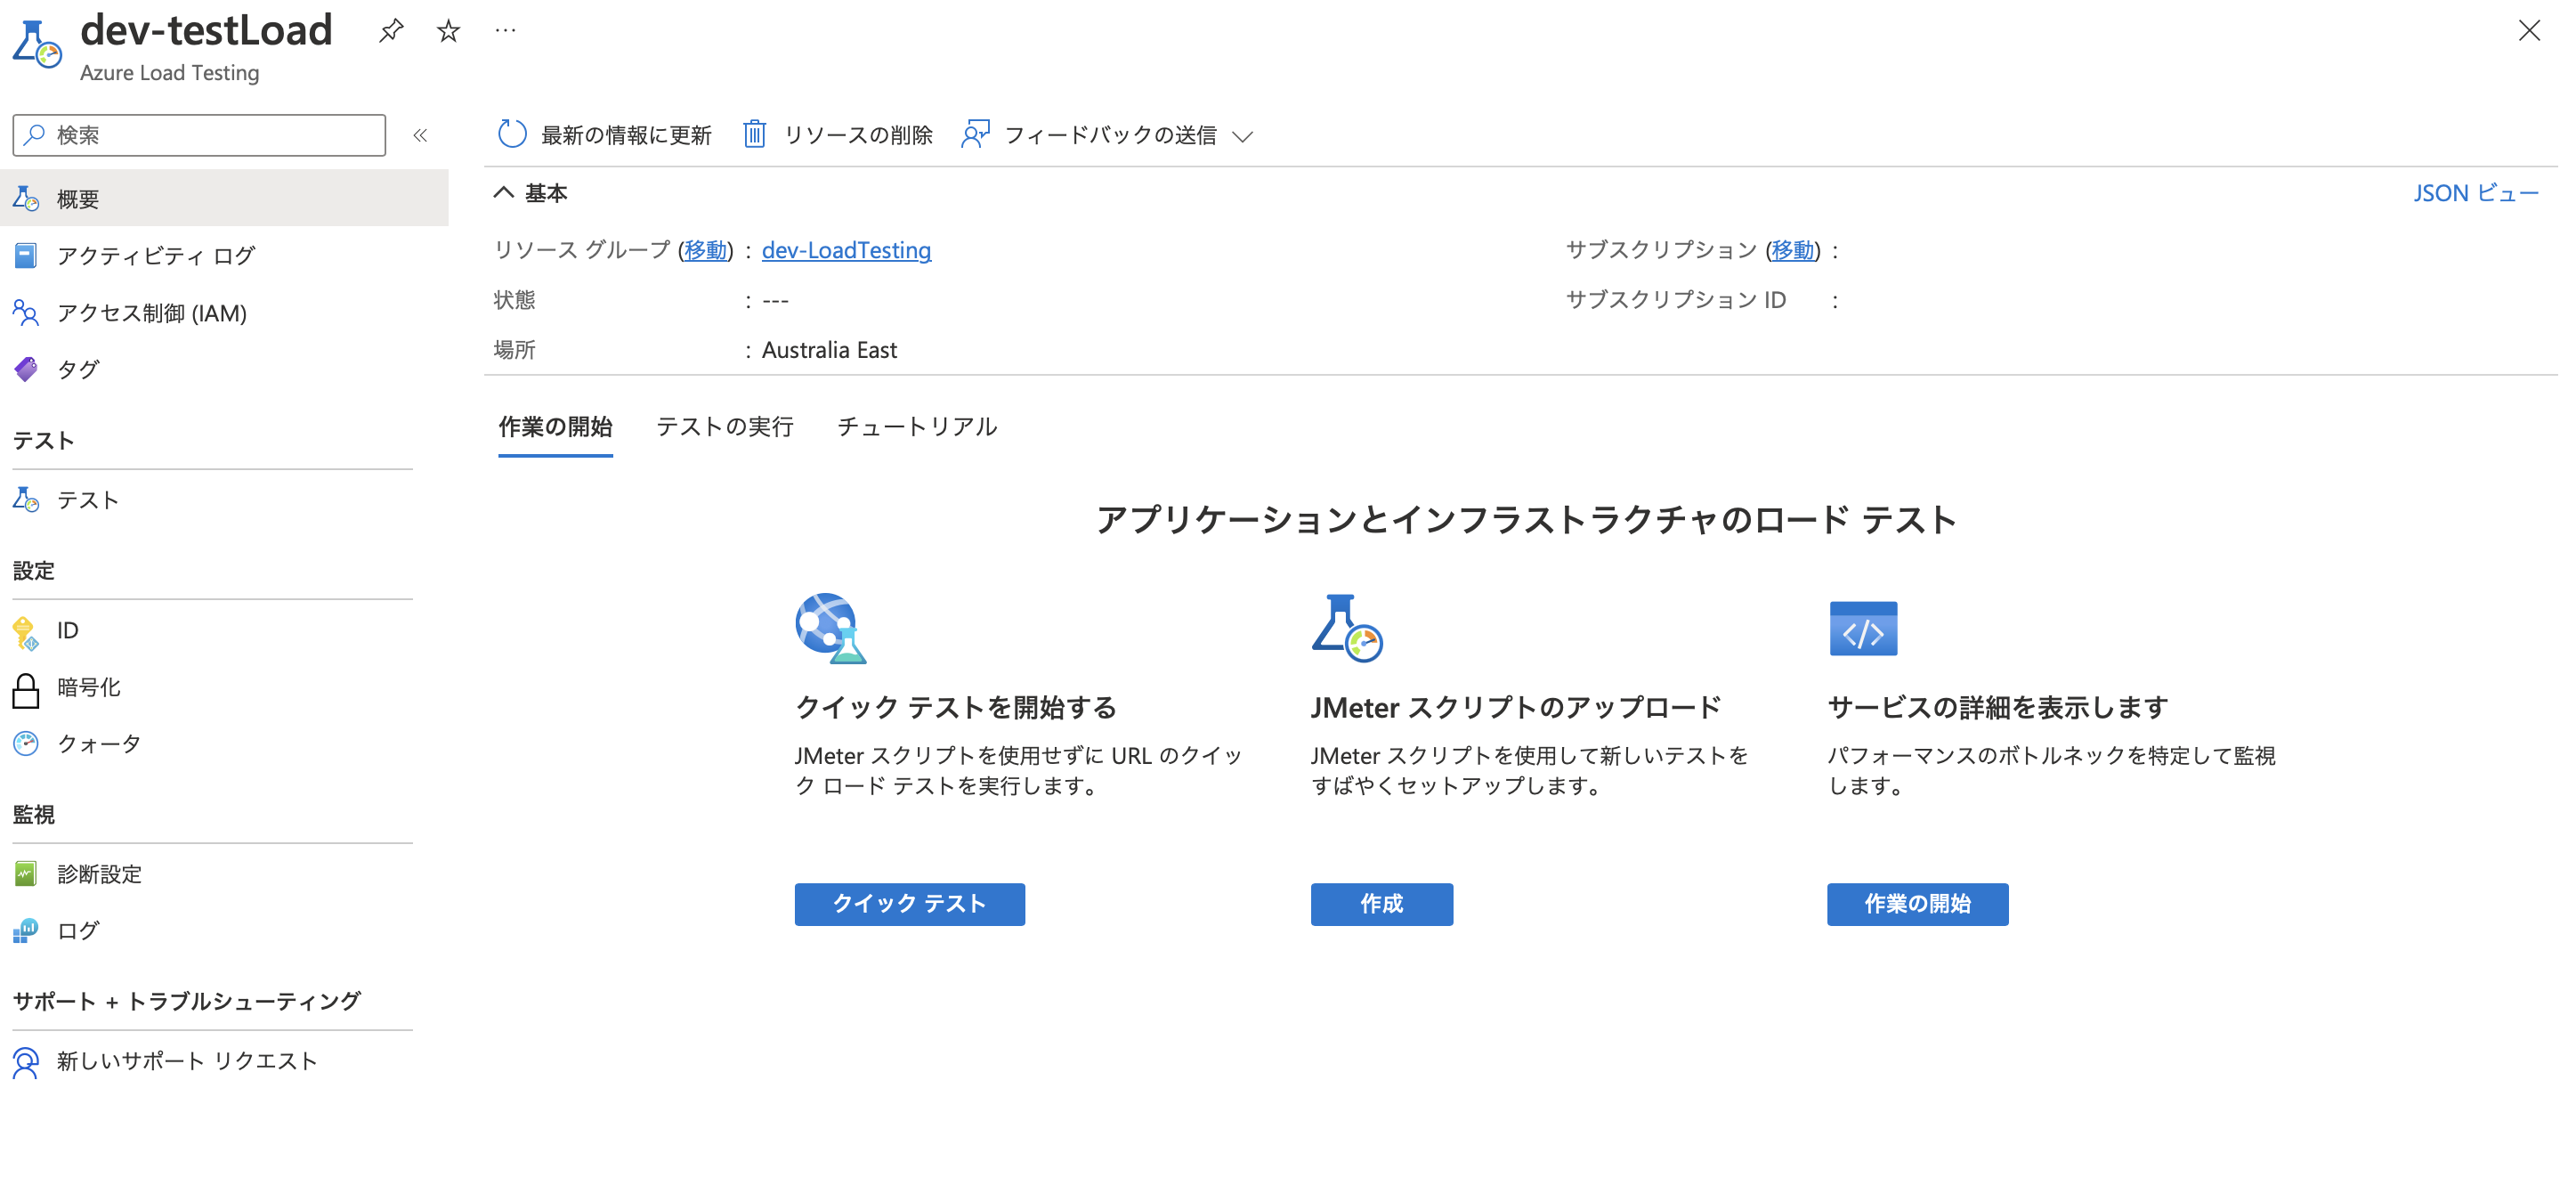 dev-testLoad
Azure Load Testing
検索
概要
アクティビティ ログ
アクセス制御 (IAM)
タグ
テスト
テスト
設定
ID
暗号化
クォータ
監視
診断設定
ログ
サポート + トラブルシューティング
新しいサポート リクエスト
最新の情報に更新
リソースの削除
フィードバックの送信
基本
JSON ビュー
リソース グループ (移動) : dev-LoadTesting
状態 : ---
場所 : Australia East
サブスクリプション (移動) :
サブスクリプション ID :
作業の開始
テストの実行
チュートリアル
アプリケーションとインフラストラクチャのロード テスト
クイック テストを開始する
JMeter スクリプトを使用せずに URL のクイッ
ク ロード テストを実行します。
クイック テスト
JMeter スクリプトのアップロード
JMeter スクリプトを使用して新しいテストを
すばやくセットアップします。
作成
サービスの詳細を表示します
パフォーマンスのボトルネックを特定して監視
します。
作業の開始